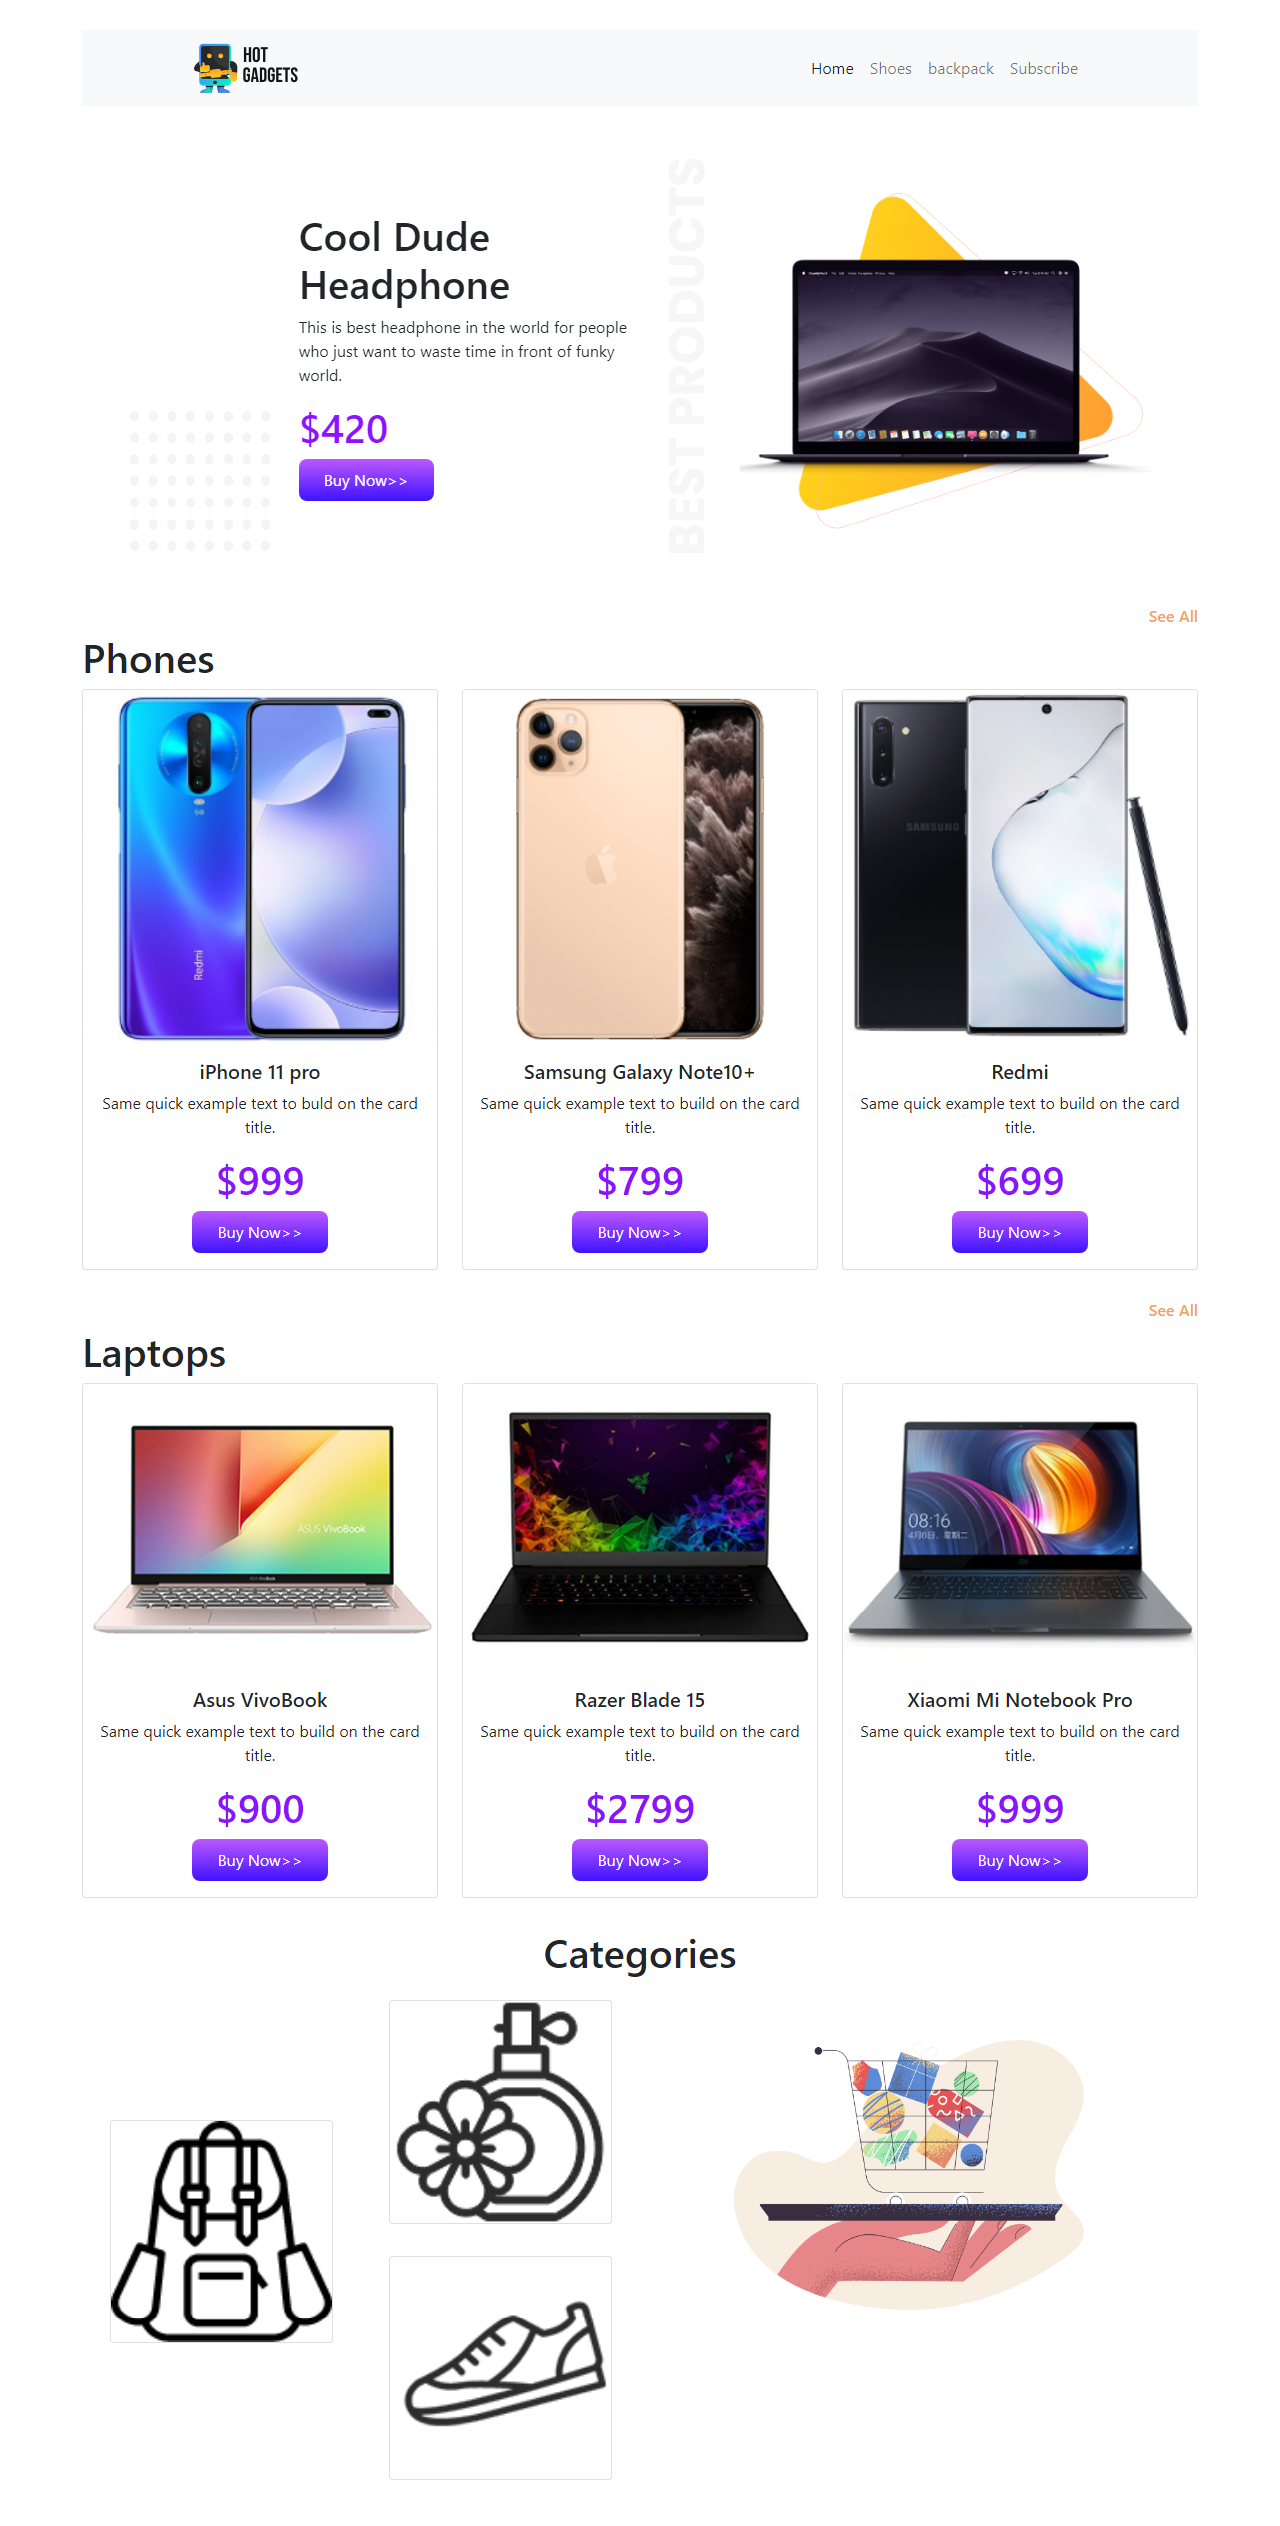 HOT
GADGETS
Home Shoes backpack Subscribe
Cool Dude
Headphone
This is best headphone in the world for people
who just want to waste time in front of funky
world.
$420
Buy Now>>
BEST PRODUCTS
See All
Phones
Redmi
SAMSUNG
iPhone 11 pro
Same quick example text to buld on the card
title.
$999
Buy Now>>
Samsung Galaxy Note10+
Same quick example text to build on the card
title.
$799
Buy Now>>
Redmi
Same quick example text to build on the card
title.
$699
Buy Now>>
See All
Laptops
ASUS VivoBook
08:16
4月6日，星期二
Asus VivoBook
Same quick example text to build on the card
title.
$900
Buy Now>>
Razer Blade 15
Same quick example text to build on the card
title.
$2799
Buy Now>>
Xiaomi Mi Notebook Pro
Same quick example text to build on the card
title.
$999
Buy Now>>
Categories